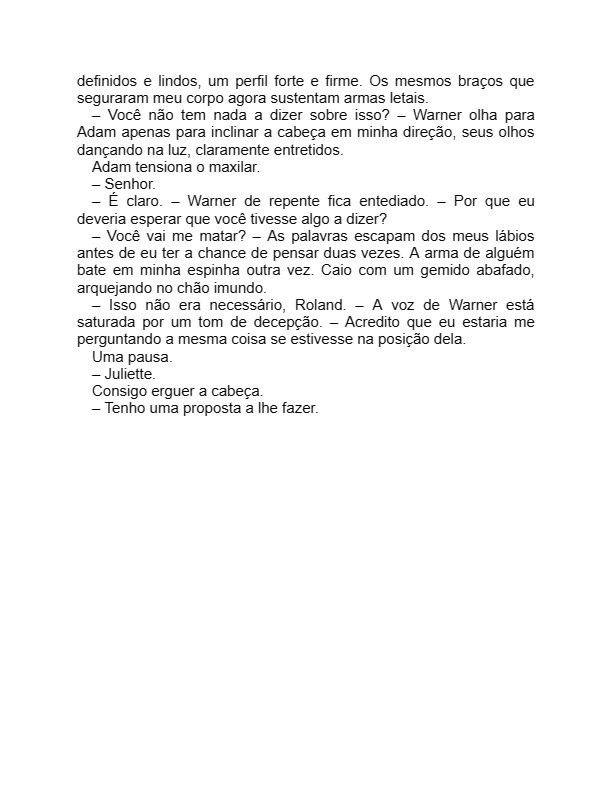 definidos e lindos, um perfil forte e firme. Os mesmos braços que
seguraram meu corpo agora sustentam armas letais.
– Você não tem nada a dizer sobre isso? – Warner olha para
Adam apenas para inclinar a cabeça em minha direção, seus olhos
dançando na luz, claramente entretidos.
Adam tensiona o maxilar.
– Senhor.
– É claro. – Warner de repente fica entediado. – Por que eu
deveria esperar que você tivesse algo a dizer?
– Você vai me matar? – As palavras escapam dos meus lábios
antes de eu ter a chance de pensar duas vezes. A arma de alguém
bate em minha espinha outra vez. Caio com um gemido abafado,
arquejando no chão imundo.
– Isso não era necessário, Roland. – A voz de Warner está
saturada por um tom de decepção. – Acredito que eu estaria me
perguntando a mesma coisa se estivesse na posição dela.
Uma pausa.
– Juliette.
Consigo erguer a cabeça.
– Tenho uma proposta a lhe fazer.